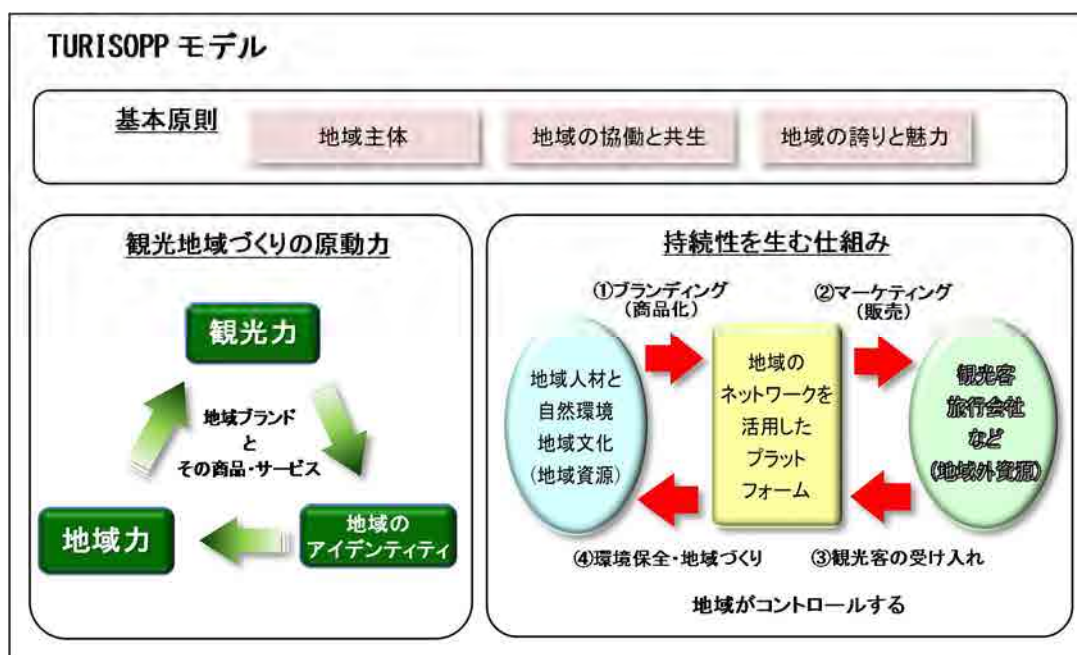 TURISOPP モデル
基本原則
地域主体
地域の協働と共生
地域の誇りと魅力
観光地域づくりの原動力
観光力
地域ブランド
と
その商品・サービス
地域力
地域の
アイデンティティ
持続性を生む仕組み
①ブランディング
(商品化)
②マーケティング
(販売)
地域人材と
自然環境
地域文化
(地域資源)
地域の
ネットワークを
活用した
プラット
フォーム
観光客
旅行会社
など
(地域外資源)
④環境保全・地域づくり
③観光客の受け入れ
地域がコントロールする